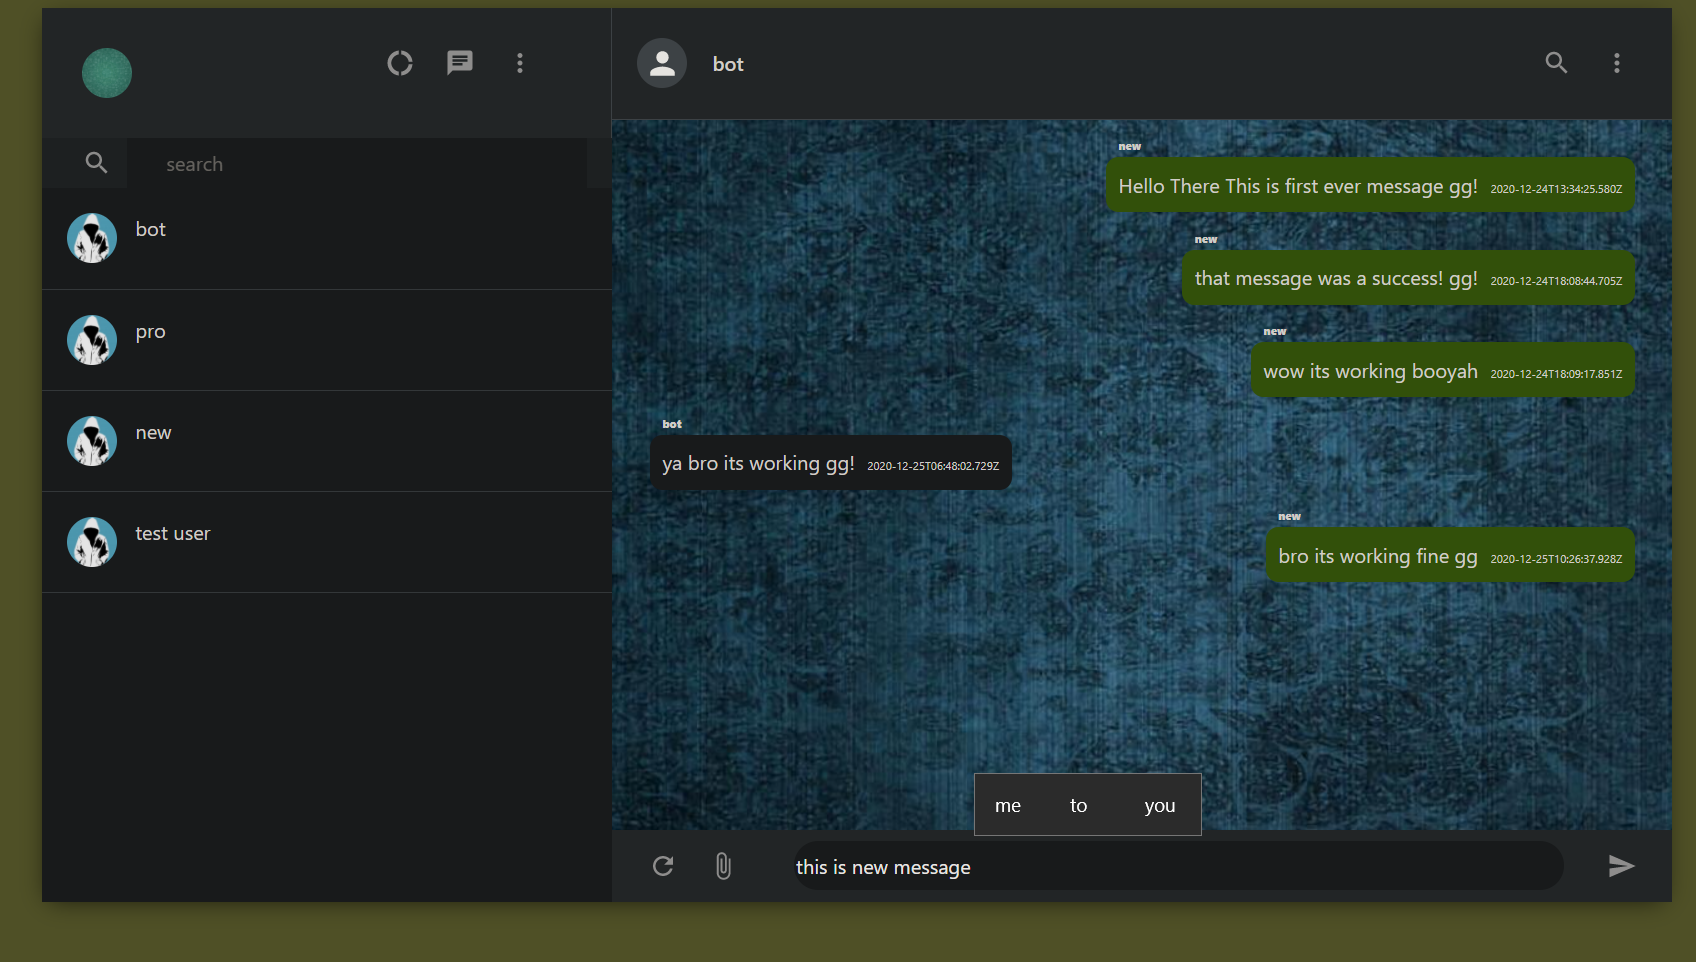 search
bot
pro
new
test user
bot
new
Hello There This is first ever message gg! 2020-12-24T13:34:25.580Z
new
that message was a success! gg! 2020-12-24T18:08:44.705Z
new
wow its working booyah 2020-12-24T18:09:17.851Z
bot
ya bro its working gg! 2020-12-25T06:48:02.729Z
new
bro its working fine gg 2020-12-25T10:26:37.928Z
me to you
this is new message